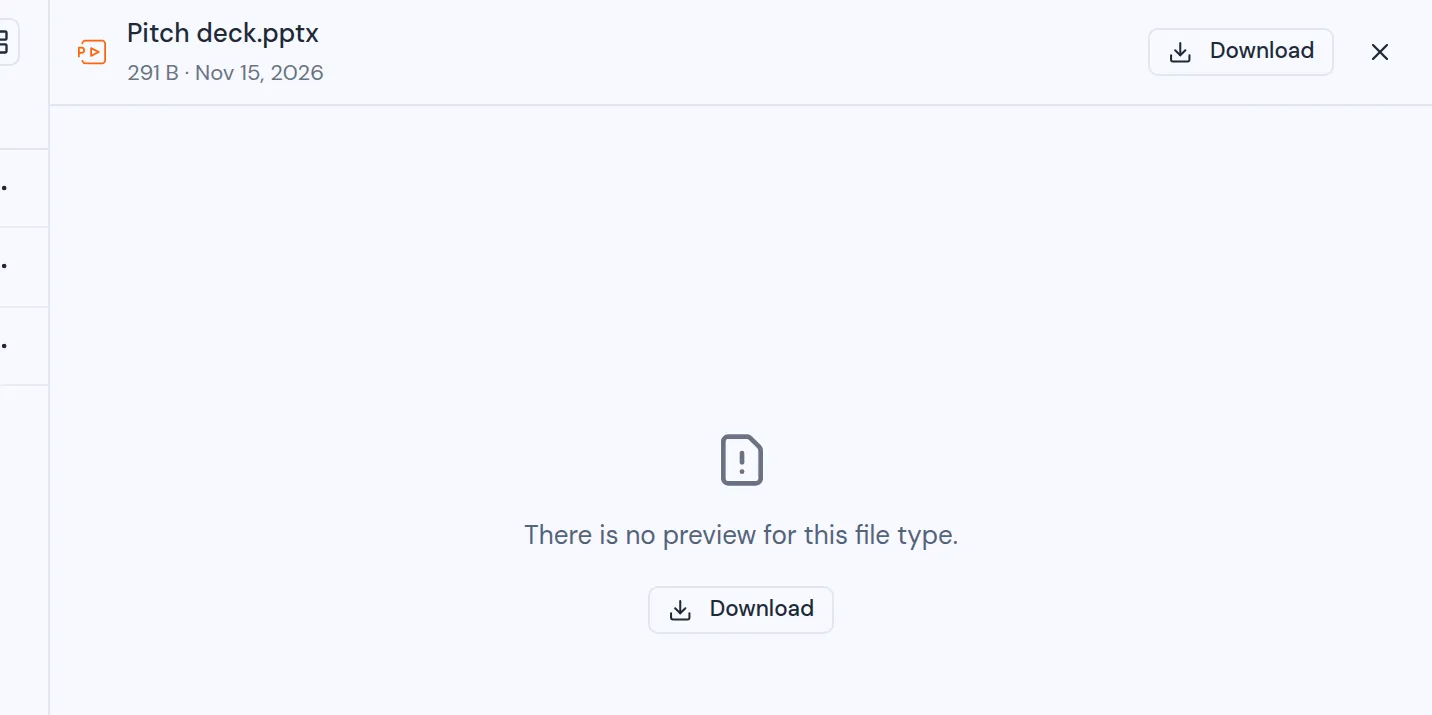 Pitch deck.pptx
291 B · Nov 15, 2026
Download
There is no preview for this file type.
Download